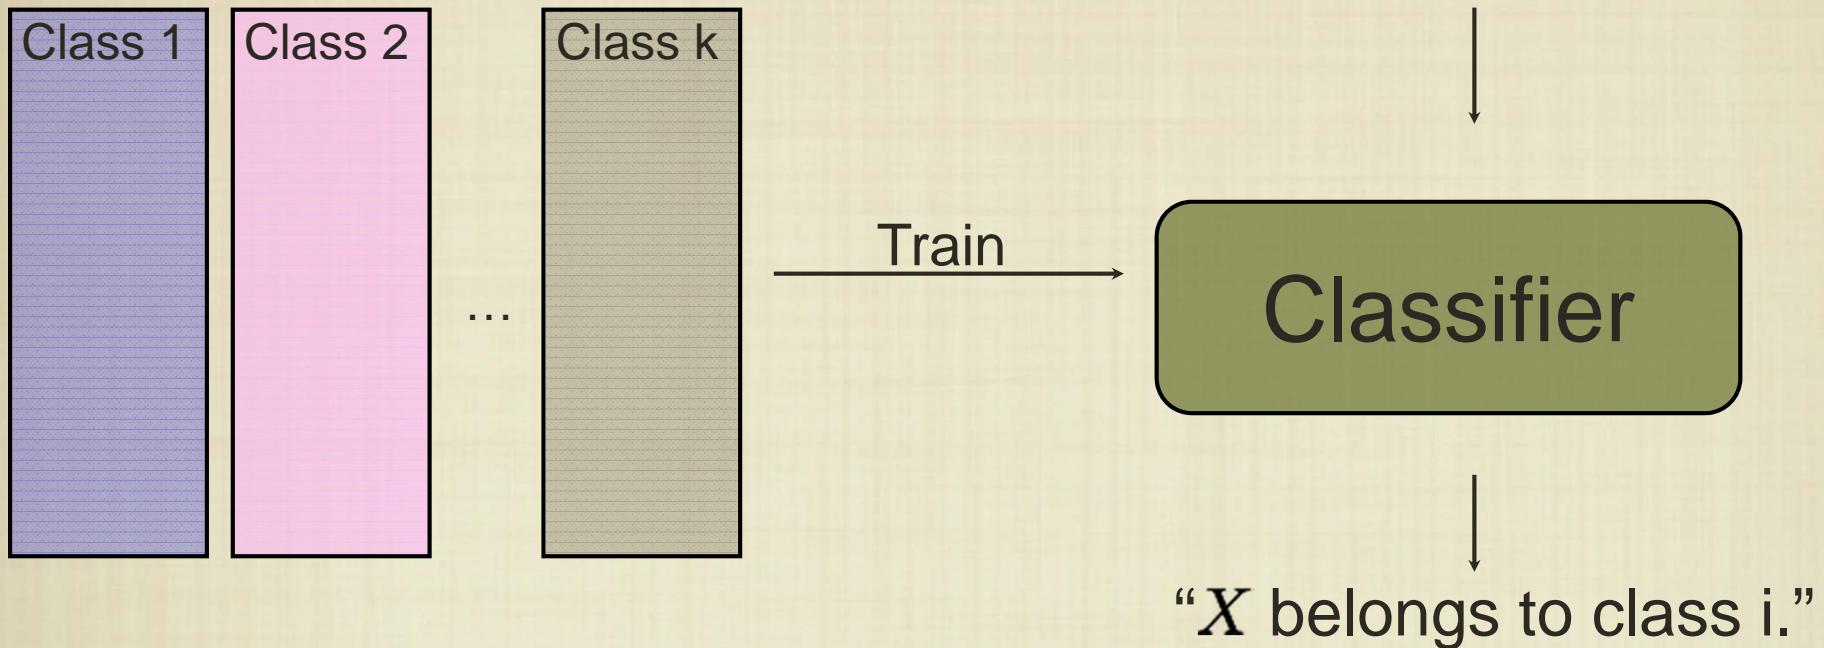 Class 1
Class 2
…
Class k
Train
Classifier
“X belongs to class i.”